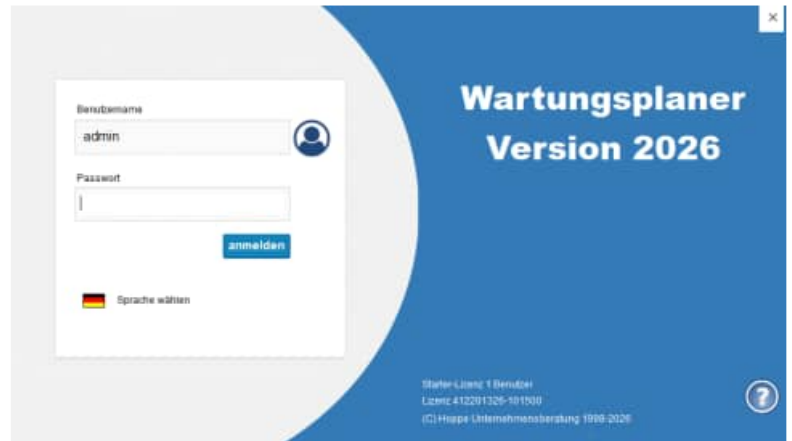 Benutzername
admin
Passwort
anmelden
Sprache wählen
×
Wartungsplaner
Version 2026
Starter-Lizenz 1 Benutzer
Lizenz 412201326-101500
(C) Hoppe Unternehmensberatung 1998-2026
?